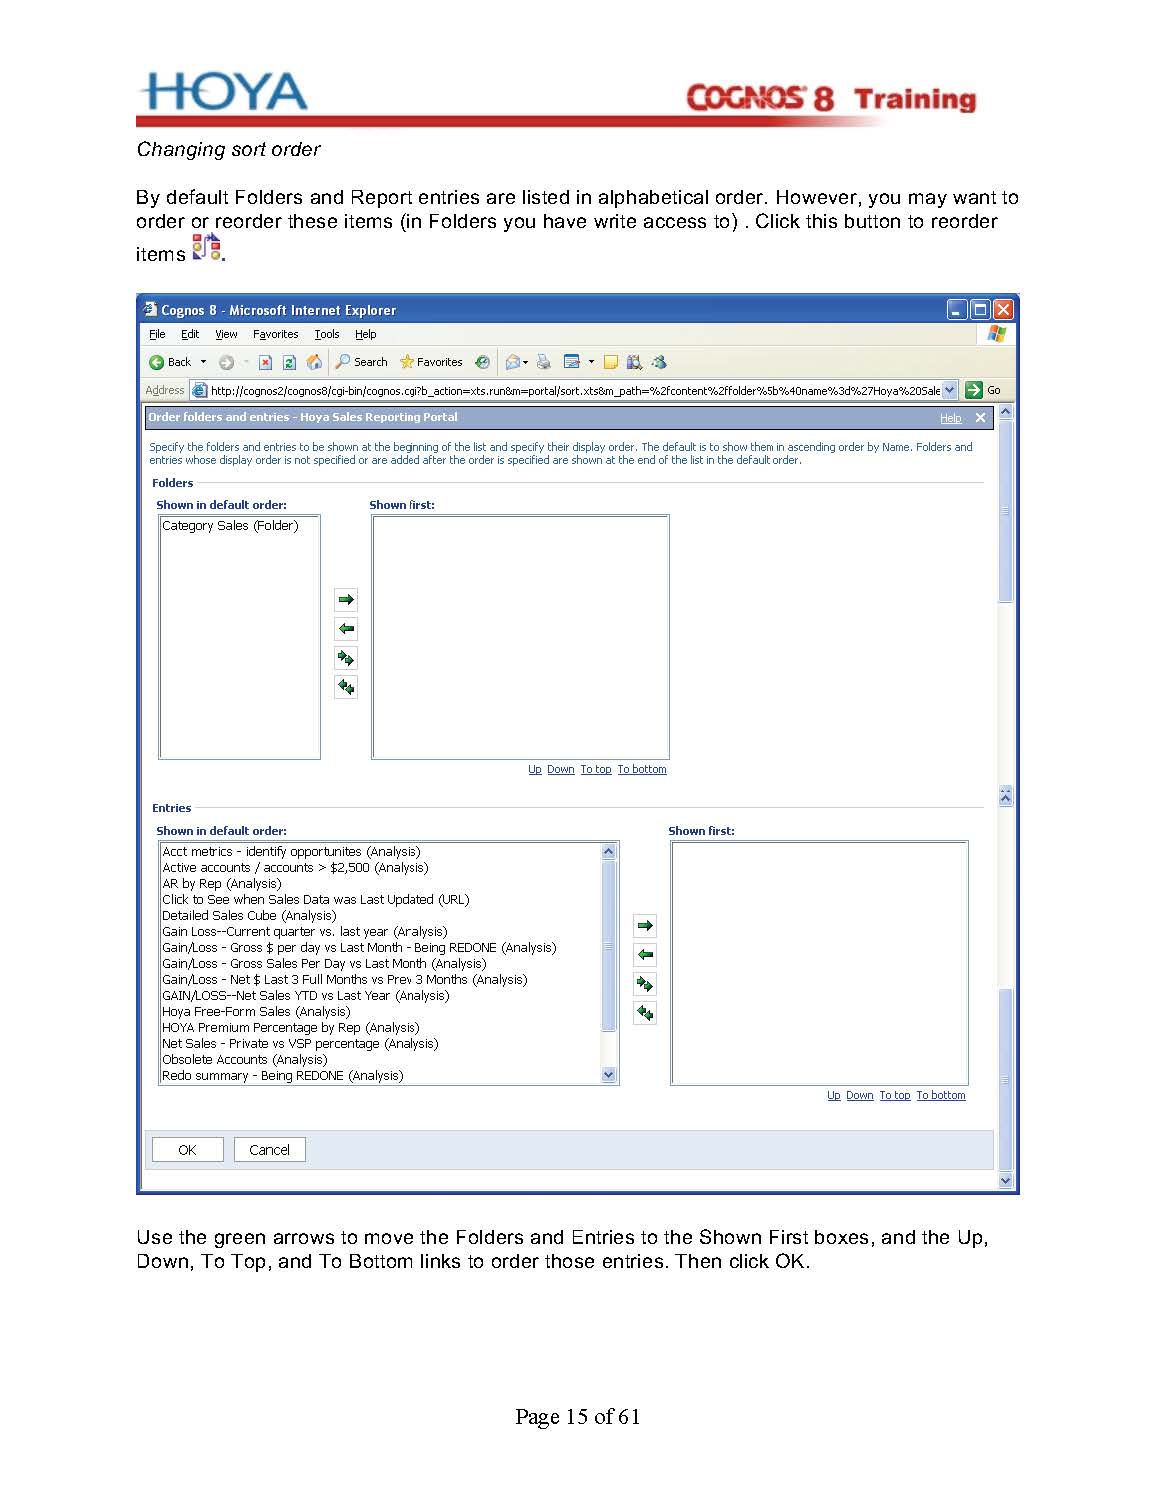 HOYA
COGNOS 8 Training
Changing sort order
By default Folders and Report entries are listed in alphabetical order. However, you may want to
order or reorder these items (in Folders you have write access to) . Click this button to reorder
items .
Cognos 8 - Microsoft Internet Explorer
File Edit View Favorites Tools Help
Back Search Favorites
Address http://cognos2/cognos8/cgi-bin/cognos.cgi?b_action=xts.run&m=portal/sort.xts&m_path=%2fcontent%2ffolder%5b%40name%3d%27Hoya%20Sale Go
Order folders and entries - Hoya Sales Reporting Portal Help
Specify the folders and entries to be shown at the beginning of the list and specify their display order. The default is to show them in ascending order by Name. Folders and
entries whose display order is not specified or are added after the order is specified are shown at the end of the list in the default order.
Folders
Shown in default order: Shown first:
Category Sales (Folder)
Up Down To top To bottom
Entries
Shown in default order: Shown first:
Acct metrics - identify opportunites (Analysis)
Active accounts / accounts > $2,500 (Analysis)
AR by Rep (Analysis)
Click to See when Sales Data was Last Updated (URL)
Detailed Sales Cube (Analysis)
Gain Loss--Current quarter vs. last year (Analysis)
Gain/Loss - Gross $ per day vs Last Month - Being REDONE (Analysis)
Gain/Loss - Gross Sales Per Day vs Last Month (Analysis)
Gain/Loss - Net $ Last 3 Full Months vs Prev 3 Months (Analysis)
GAIN/LOSS--Net Sales YTD vs Last Year (Analysis)
Hoya Free-Form Sales (Analysis)
HOYA Premium Percentage by Rep (Analysis)
Net Sales - Private vs VSP percentage (Analysis)
Obsolete Accounts (Analysis)
Redo summary - Being REDONE (Analysis)
Up Down To top To bottom
OK Cancel
Use the green arrows to move the Folders and Entries to the Shown First boxes, and the Up,
Down, To Top, and To Bottom links to order those entries. Then click OK.
Page 15 of 61